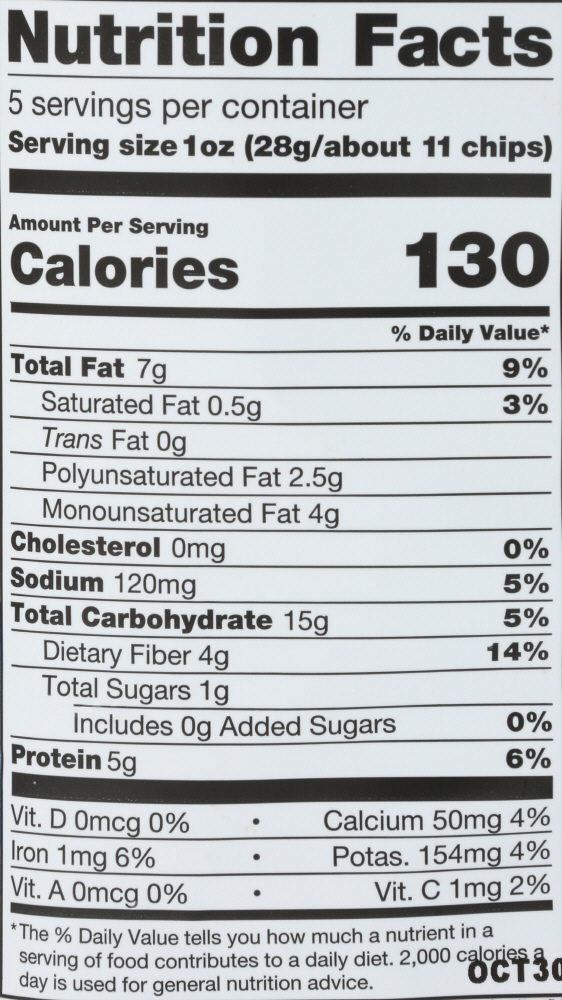 Nutrition Facts
5 servings per container
Serving size 1oz (28g/about 11 chips)
Amount Per Serving
Calories 130
% Daily Value*
Total Fat 7g 9%
Saturated Fat 0.5g 3%
Trans Fat 0g
Polyunsaturated Fat 2.5g
Monounsaturated Fat 4g
Cholesterol 0mg 0%
Sodium 120mg 5%
Total Carbohydrate 15g 5%
Dietary Fiber 4g 14%
Total Sugars 1g
Includes 0g Added Sugars 0%
Protein 5g 6%
Vit. D 0mcg 0% • Calcium 50mg 4%
Iron 1mg 6% • Potas. 154mg 4%
Vit. A 0mcg 0% • Vit. C 1mg 2%
*The % Daily Value tells you how much a nutrient in a
serving of food contributes to a daily diet. 2,000 calories a
day is used for general nutrition advice.
OCT30